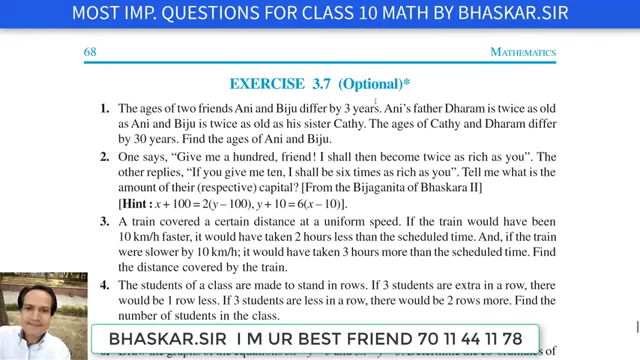 MOST IMP. QUESTIONS FOR CLASS 10 MATH BY BHASKAR.SIR
68 MATHEMATICS
EXERCISE 3.7 (Optional)*
1. The ages of two friends Ani and Biju differ by 3 years. Ani's father Dharam is twice as old
as Ani and Biju is twice as old as his sister Cathy. The ages of Cathy and Dharam differ
by 30 years. Find the ages of Ani and Biju.
2. One says, "Give me a hundred, friend! I shall then become twice as rich as you". The
other replies, "If you give me ten, I shall be six times as rich as you". Tell me what is the
amount of their (respective) capital? [From the Bijaganita of Bhaskara II]
[Hint : x + 100 = 2(y – 100), y + 10 = 6(x – 10)].
3. A train covered a certain distance at a uniform speed. If the train would have been
10 km/h faster, it would have taken 2 hours less than the scheduled time. And, if the train
were slower by 10 km/h; it would have taken 3 hours more than the scheduled time. Find
the distance covered by the train.
4. The students of a class are made to stand in rows. If 3 students are extra in a row, there
would be 1 row less. If 3 students are less in a row, there would be 2 rows more. Find the
number of students in the class.
BHASKAR.SIR I M UR BEST FRIEND 70 11 44 11 78